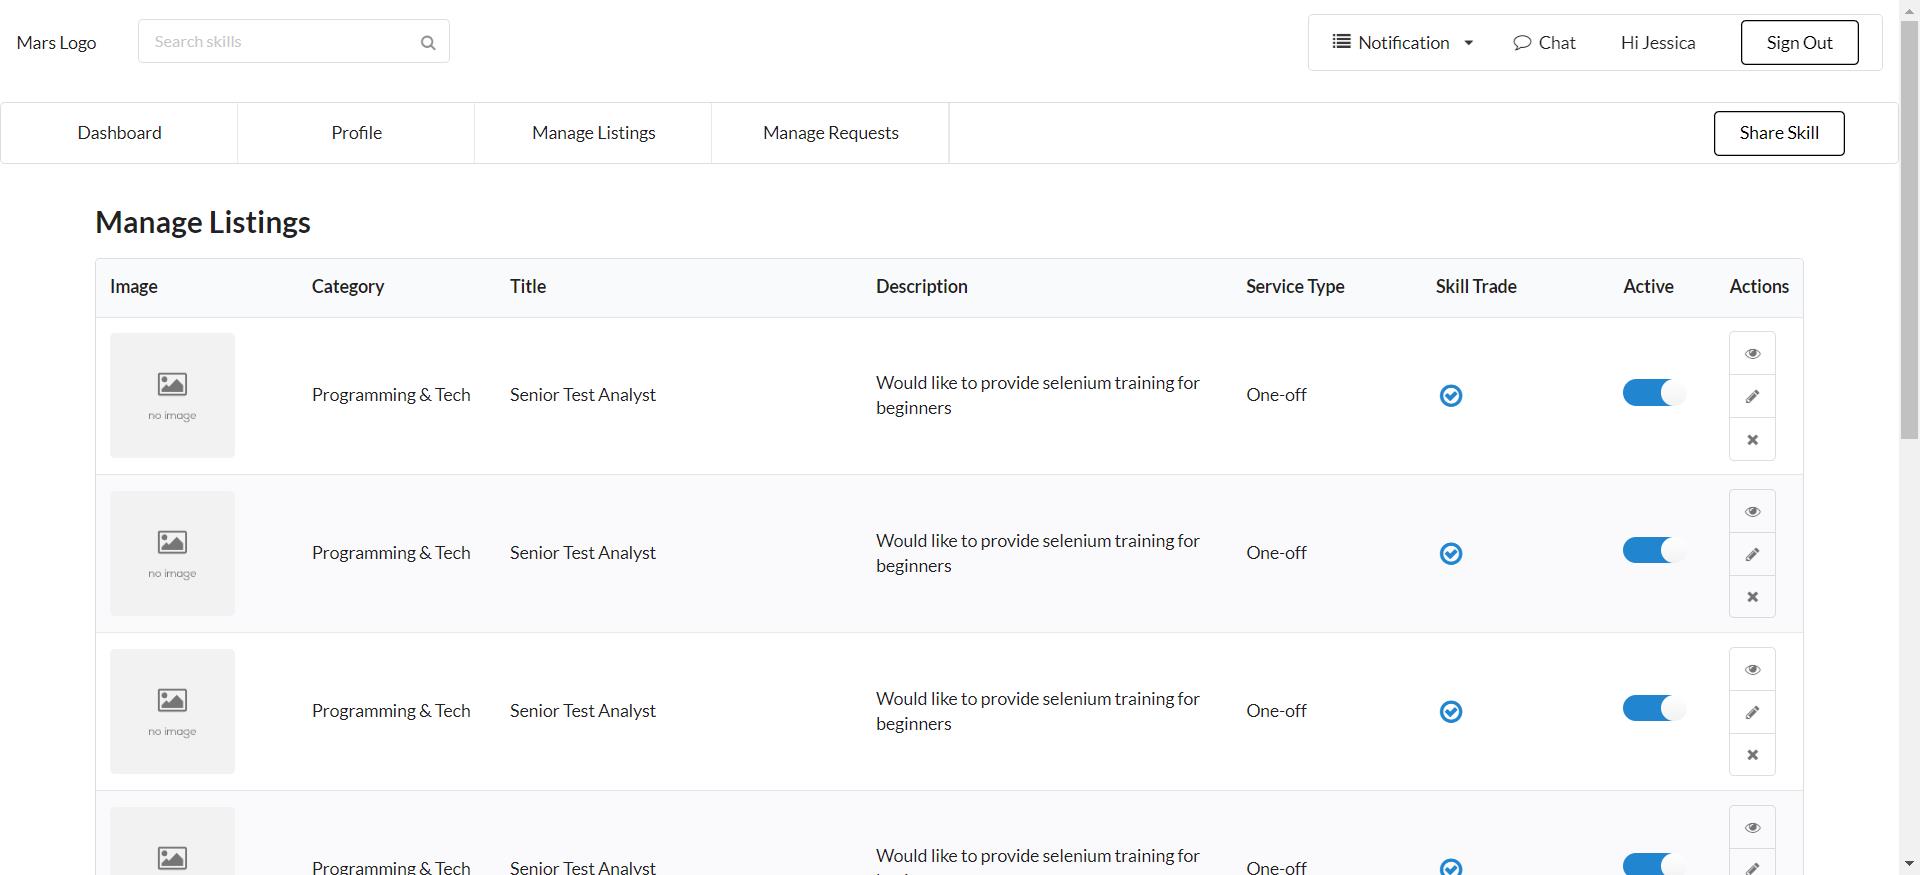 Mars Logo
Search skills
Notification
Chat
Hi Jessica
Sign Out
Dashboard
Profile
Manage Listings
Manage Requests
Share Skill
Manage Listings
Image
Category
Title
Description
Service Type
Skill Trade
Active
Actions
no image
Programming & Tech
Senior Test Analyst
Would like to provide selenium training for
beginners
One-off
no image
Programming & Tech
Senior Test Analyst
Would like to provide selenium training for
beginners
One-off
no image
Programming & Tech
Senior Test Analyst
Would like to provide selenium training for
beginners
One-off
Programming & Tech
Senior Test Analyst
Would like to provide selenium training for
One-off